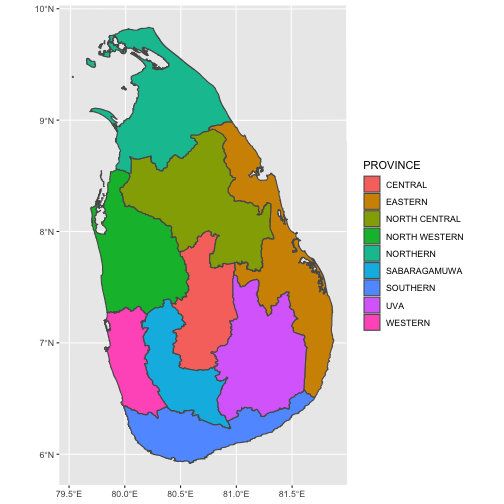 10°N
9°N
8°N
7°N
6°N
79.5°E 80.0°E 80.5°E 81.0°E 81.5°E
PROVINCE
CENTRAL
EASTERN
NORTH CENTRAL
NORTH WESTERN
NORTHERN
SABARAGAMUWA
SOUTHERN
UVA
WESTERN